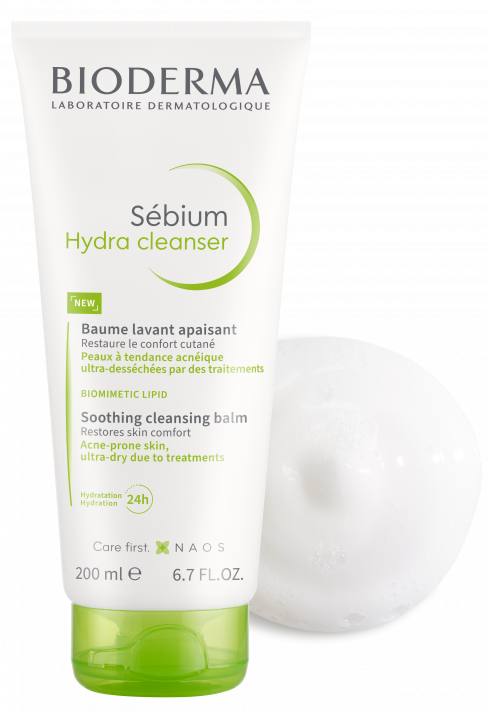 BIODERMA
LABORATOIRE DERMATOLOGIQUE
Sébium
Hydra cleanser
NEW
Baume lavant apaisant
Restaure le confort cutané
Peaux à tendance acnéique
ultra-desséchées par des traitements
BIOMIMETIC LIPID
Soothing cleansing balm
Restores skin comfort
Acne-prone skin,
ultra-dry due to treatments
Hydratation
Hydration
24h
Care first. NAOS
200 ml ℮ 6.7 FL.OZ.